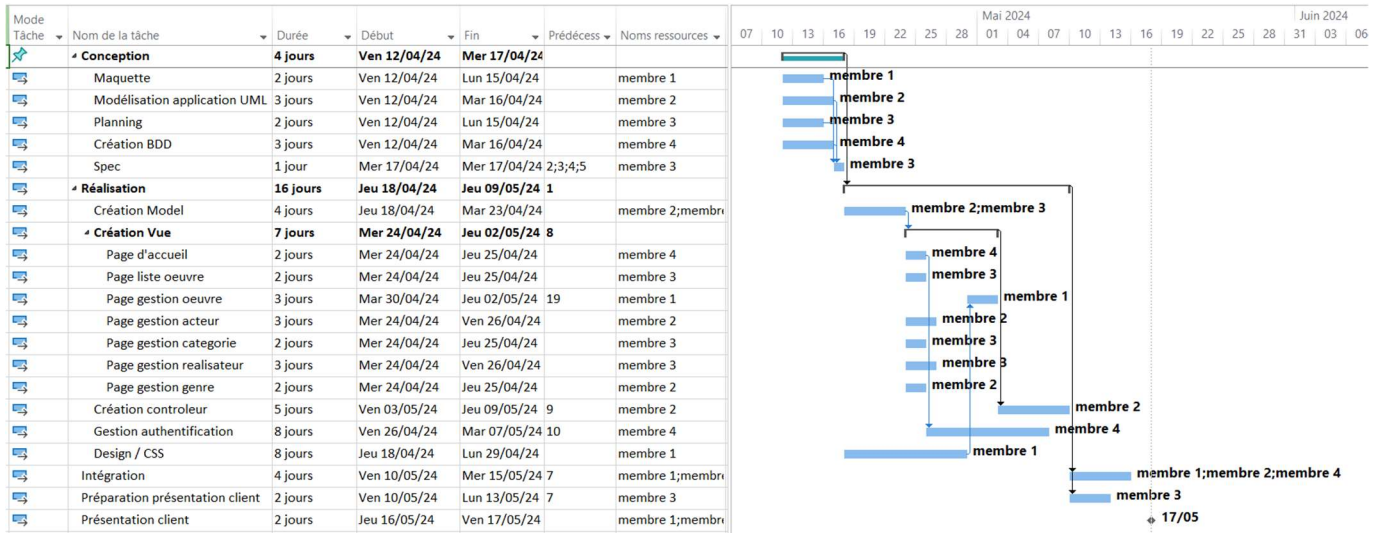 Mode Tâche Nom de la tâche Durée Début Fin Prédécess Noms ressources
Mai 2024 Juin 2024
07 10 13 16 19 22 25 28 01 04 07 10 13 16 19 22 25 28 31 03 06
Conception 4 jours Ven 12/04/24 Mer 17/04/24
Maquette 2 jours Ven 12/04/24 Lun 15/04/24 membre 1 membre 1
Modélisation application UML 3 jours Ven 12/04/24 Mar 16/04/24 membre 2 membre 2
Planning 2 jours Ven 12/04/24 Lun 15/04/24 membre 3 membre 3
Création BDD 3 jours Ven 12/04/24 Mar 16/04/24 membre 4 membre 4
Spec 1 jour Mer 17/04/24 Mer 17/04/24 2;3;4;5 membre 3 membre 3
Réalisation 16 jours Jeu 18/04/24 Jeu 09/05/24 1
Création Model 4 jours Jeu 18/04/24 Mar 23/04/24 membre 2;membre membre 2;membre 3
Création Vue 7 jours Mer 24/04/24 Jeu 02/05/24 8
Page d'accueil 2 jours Mer 24/04/24 Jeu 25/04/24 membre 4 membre 4
Page liste oeuvre 2 jours Mer 24/04/24 Jeu 25/04/24 membre 3 membre 3
Page gestion oeuvre 3 jours Mar 30/04/24 Jeu 02/05/24 19 membre 1 membre 1
Page gestion acteur 3 jours Mer 24/04/24 Ven 26/04/24 membre 2 membre 2
Page gestion categorie 2 jours Mer 24/04/24 Jeu 25/04/24 membre 3 membre 3
Page gestion realisateur 3 jours Mer 24/04/24 Ven 26/04/24 membre 3 membre 3
Page gestion genre 2 jours Mer 24/04/24 Jeu 25/04/24 membre 2 membre 2
Création controleur 5 jours Ven 03/05/24 Jeu 09/05/24 9 membre 2 membre 2
Gestion authentification 8 jours Ven 26/04/24 Mar 07/05/24 10 membre 4 membre 4
Design / CSS 8 jours Jeu 18/04/24 Lun 29/04/24 membre 1 membre 1
Intégration 4 jours Ven 10/05/24 Mer 15/05/24 7 membre 1;membre membre 1;membre 2;membre 4
Préparation présentation client 2 jours Ven 10/05/24 Lun 13/05/24 7 membre 3 membre 3
Présentation client 2 jours Jeu 16/05/24 Ven 17/05/24 membre 1;membre 17/05